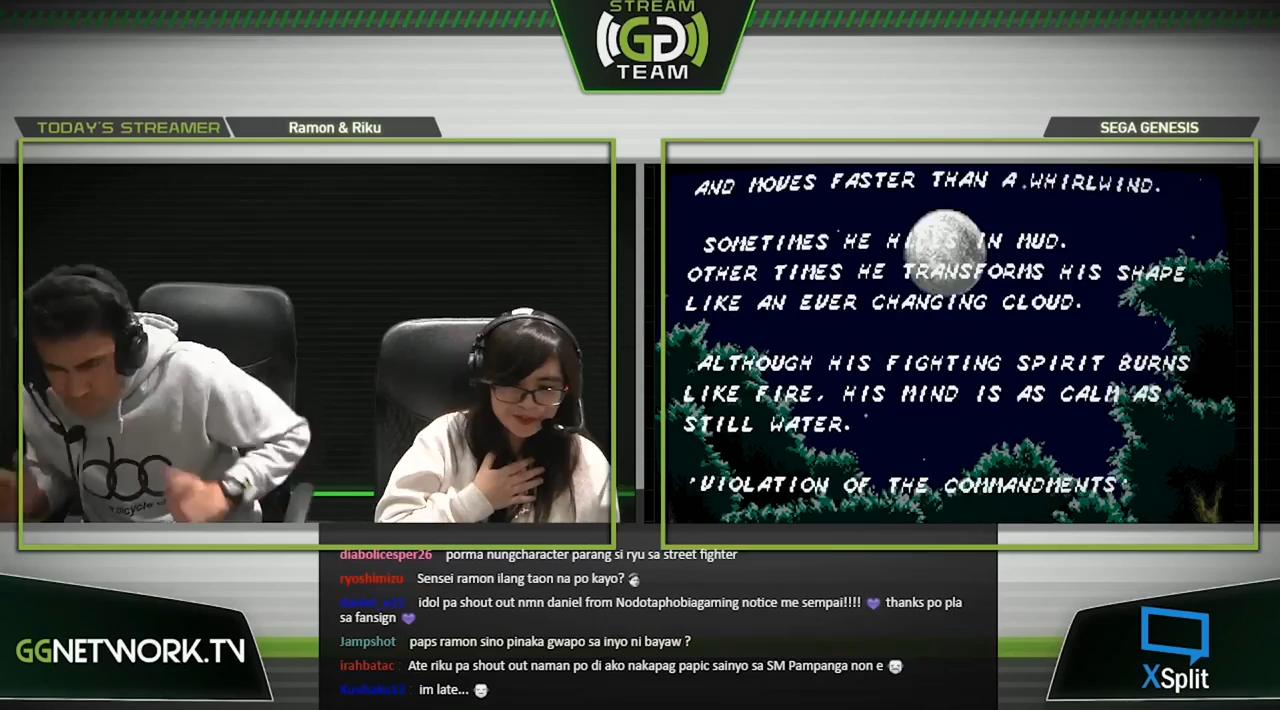 STREAM
GG
TEAM
TODAY'S STREAMER
Ramon & Riku
SEGA GENESIS
AND MOVES FASTER THAN A WHIRLWIND.
SOMETIMES HE IN MUD.
OTHER TIMES HE TRANSFORMS HIS SHAPE
LIKE AN EVER CHANGING CLOUD.
ALTHOUGH HIS FIGHTING SPIRIT BURNS
LIKE FIRE, HIS MIND IS AS CALM AS
STILL WATER.
'VIOLATION OF THE COMMANDMENTS'
bicycle
diabolicesper26 porma nungcharacter parang si ryu sa street fighter
ryoshimizu Sensei ramon ilang taon na po kayo?
idol pa shout out nmn daniel from Nodotaphobiagaming notice me sempai!!!! 💜 thanks po pla
sa fansign 💜
Jampshot paps ramon sino pinaka gwapo sa inyo ni bayaw ?
irahbatac : Ate riku pa shout out naman po di ako nakapag papic sainyo sa SM Pampanga non e
im late...
GGNETWORK.TV
XSplit